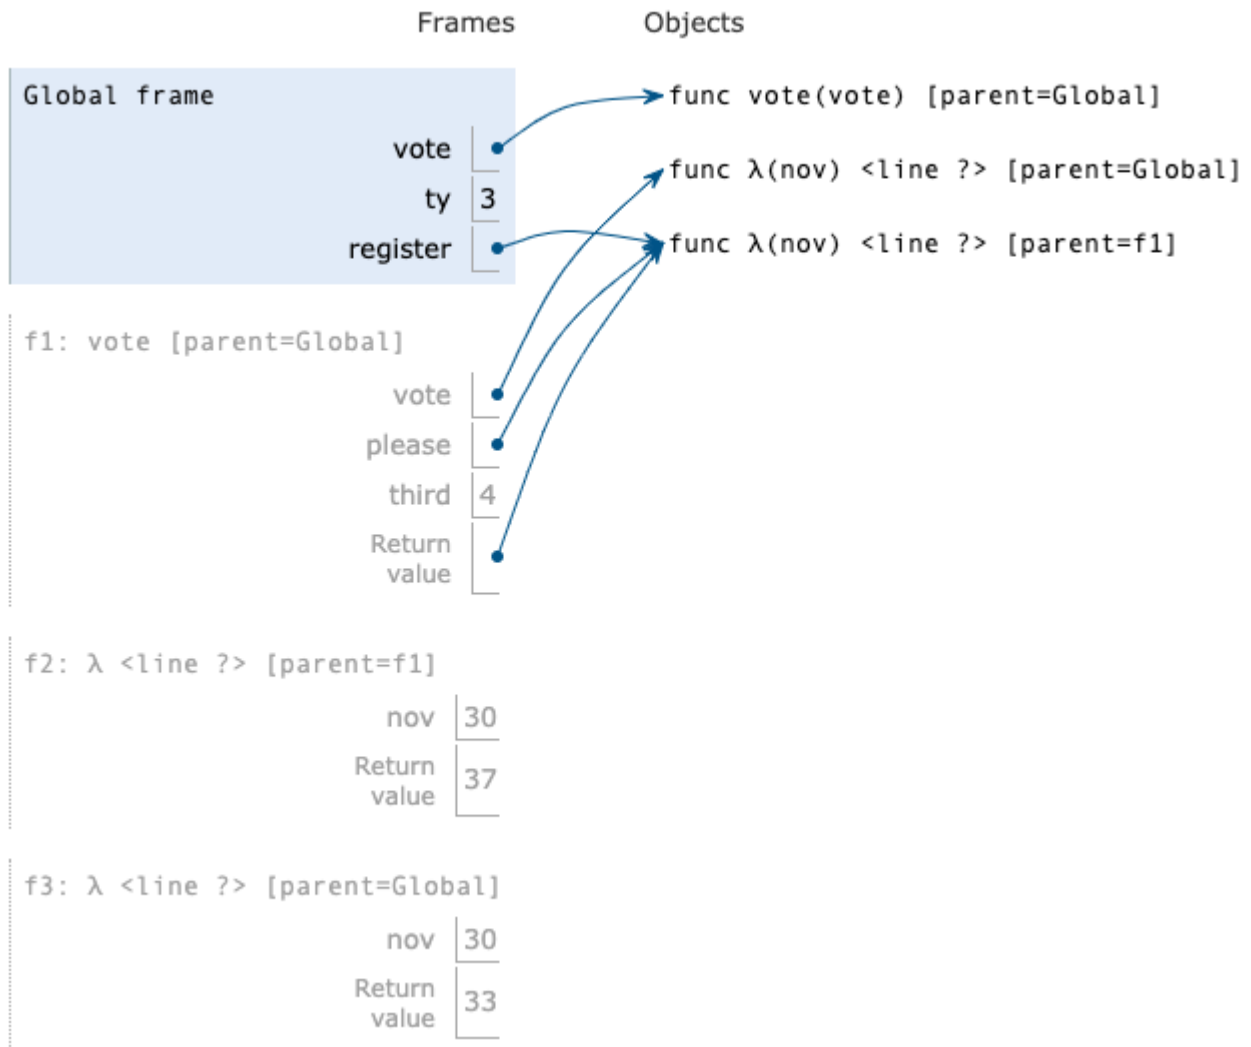 Frames Objects
Global frame
func vote(vote) [parent=Global]
vote
func λ(nov) <line ?> [parent=Global]
ty 3
register
func λ(nov) <line ?> [parent=f1]
f1: vote [parent=Global]
vote
please
third 4
Return
value
f2: λ <line ?> [parent=f1]
nov 30
Return
value 37
f3: λ <line ?> [parent=Global]
nov 30
Return
value 33